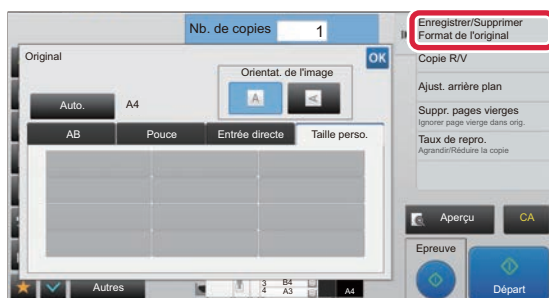 Nb. de copies 1
Original
OK
Orientat. de l'image
A A
Auto. A4
AB Pouce Entrée directe Taille perso.
Autres
3 B4
4 A3
A4
Enregistrer/Supprimer
Format de l'original
Copie R/V
Ajust. arrière plan
Suppr. pages vierges
Ignorer page vierge dans orig.
Taux de repro.
Agrandir/Réduire la copie
Aperçu CA
Epreuve
Départ